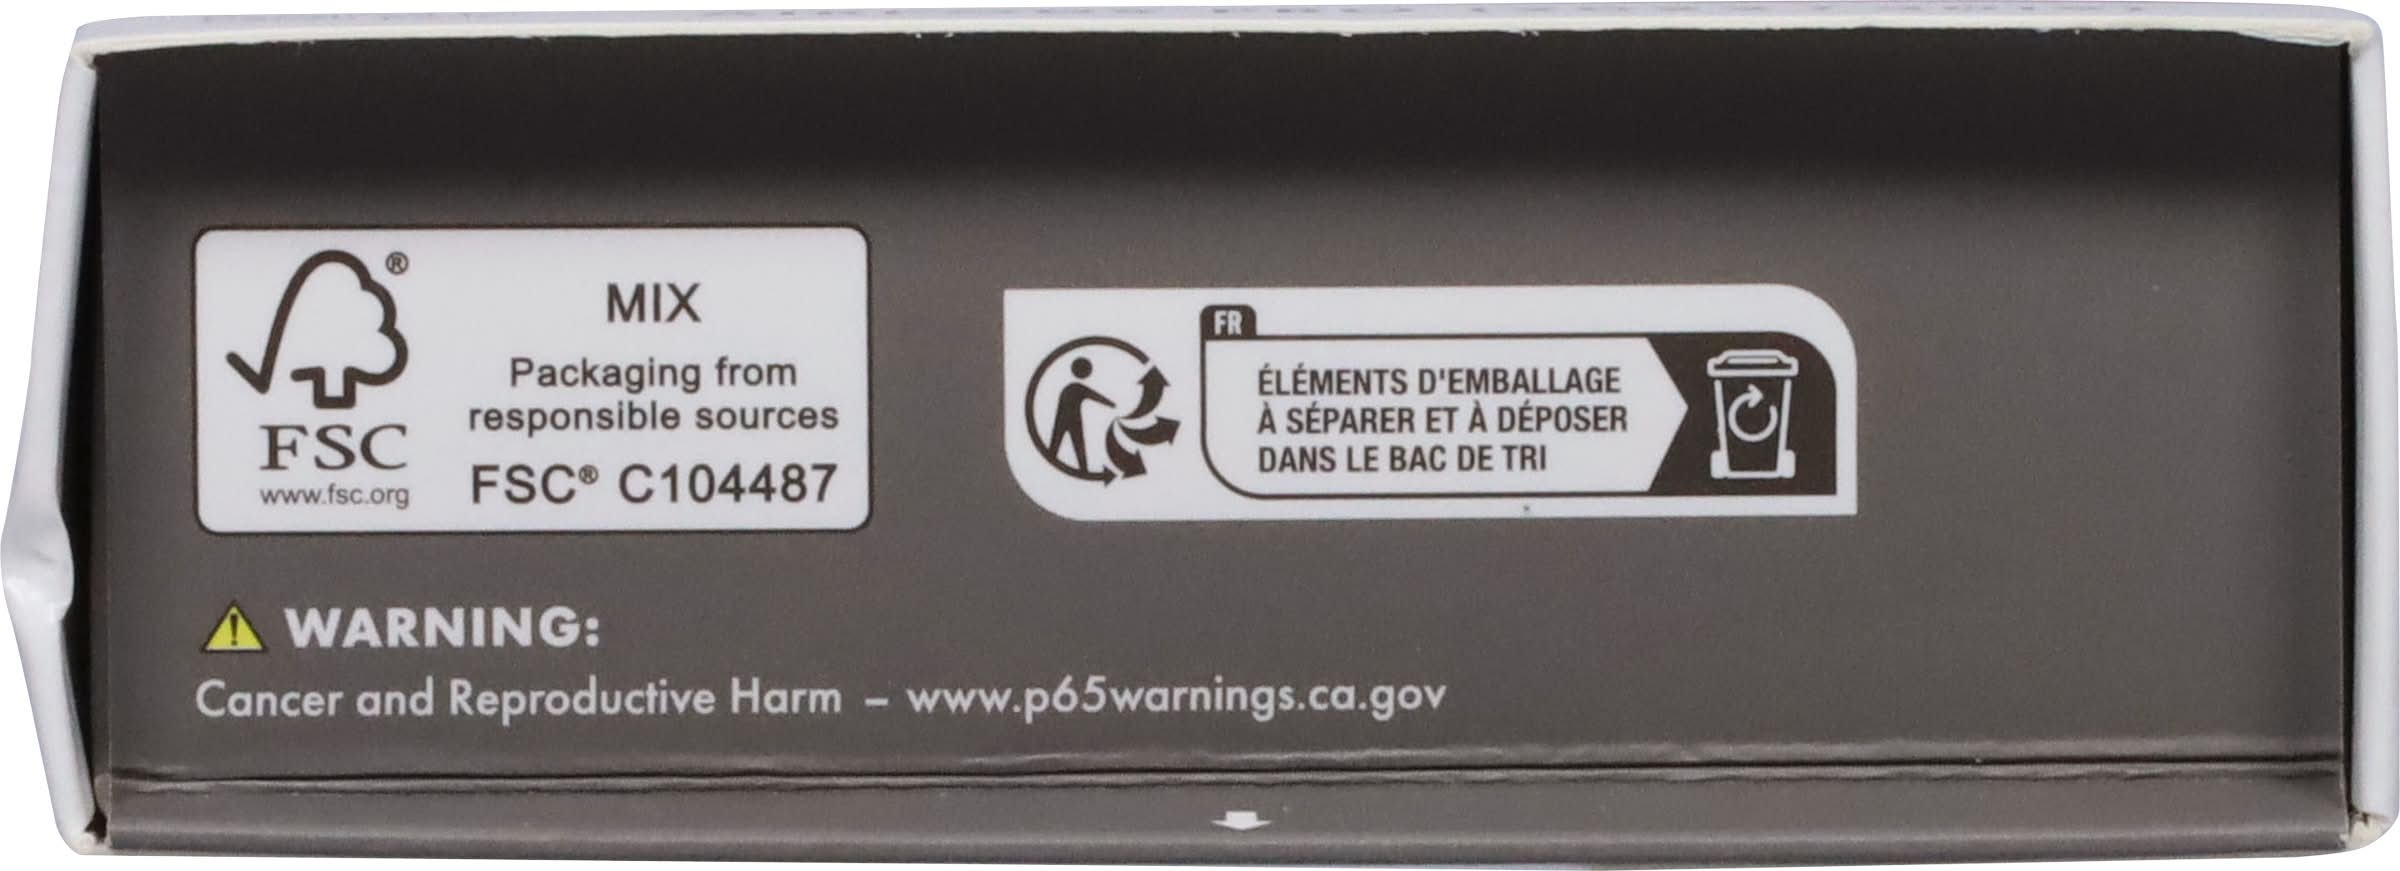 MIX
Packaging from
responsible sources
FSC® C104487
®
FSC
www.fsc.org
FR
ÉLÉMENTS D'EMBALLAGE
À SÉPARER ET À DÉPOSER
DANS LE BAC DE TRI
WARNING:
Cancer and Reproductive Harm – www.p65warnings.ca.gov